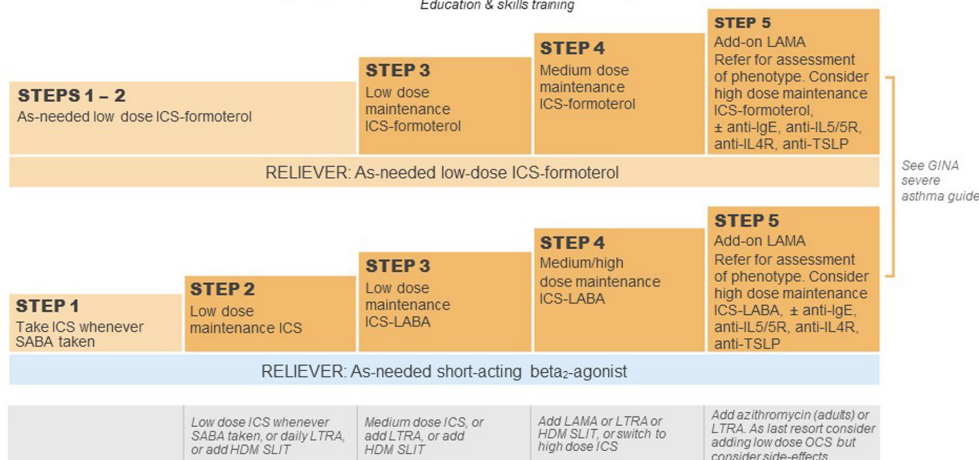 Education & skills training
STEPS 1 – 2
As-needed low dose ICS-formoterol
STEP 3
Low dose
maintenance
ICS-formoterol
STEP 4
Medium dose
maintenance
ICS-formoterol
STEP 5
Add-on LAMA
Refer for assessment
of phenotype. Consider
high dose maintenance
ICS-formoterol,
± anti-IgE, anti-IL5/5R,
anti-IL4R, anti-TSLP
RELIEVER: As-needed low-dose ICS-formoterol
See GINA
severe
asthma guide
STEP 1
Take ICS whenever
SABA taken
STEP 2
Low dose
maintenance ICS
STEP 3
Low dose
maintenance
ICS-LABA
STEP 4
Medium/high
dose maintenance
ICS-LABA
STEP 5
Add-on LAMA
Refer for assessment
of phenotype. Consider
high dose maintenance
ICS-LABA, ± anti-IgE,
anti-IL5/5R, anti-IL4R,
anti-TSLP
RELIEVER: As-needed short-acting beta₂-agonist
Low dose ICS whenever
SABA taken, or daily LTRA,
or add HDM SLIT
Medium dose ICS, or
add LTRA, or add
HDM SLIT
Add LAMA or LTRA or
HDM SLIT, or switch to
high dose ICS
Add azithromycin (adults) or
LTRA. As last resort consider
adding low dose OCS but
consider side-effects